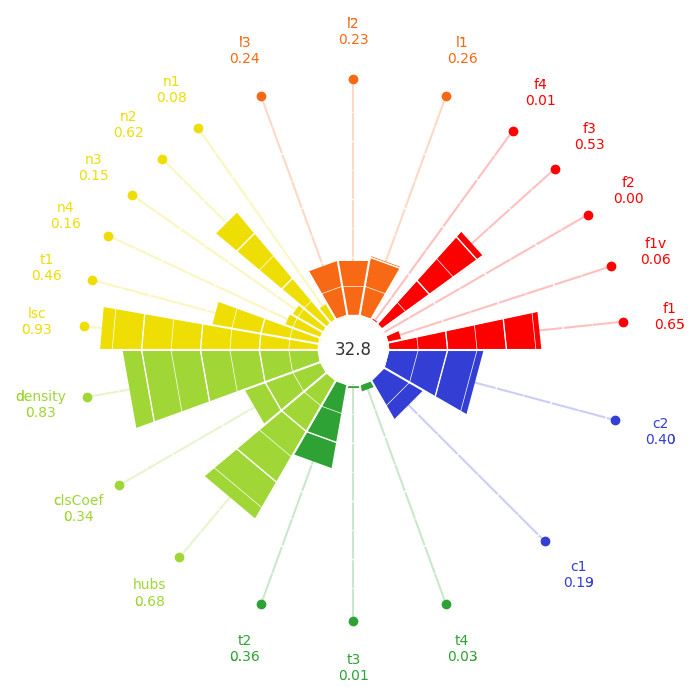 l2
0.23
l3
0.24
l1
0.26
n1
0.08
f4
0.01
n2
0.62
f3
0.53
n3
0.15
f2
0.00
n4
0.16
f1v
0.06
t1
0.46
lsc
0.93
f1
0.65
32.8
density
0.83
c2
0.40
clsCoef
0.34
c1
0.19
hubs
0.68
t2
0.36
t3
0.01
t4
0.03